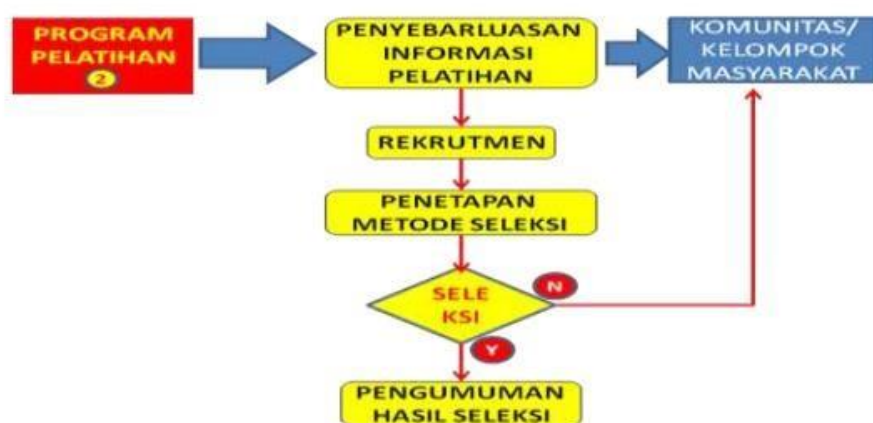 PROGRAM
PELATIHAN
2
PENYEBARLUASAN
INFORMASI
PELATIHAN
KOMUNITAS/
KELOMPOK
MASYARAKAT
REKRUTMEN
PENETAPAN
METODE SELEKSI
SELE
KSI
N
Y
PENGUMUMAN
HASIL SELEKSI